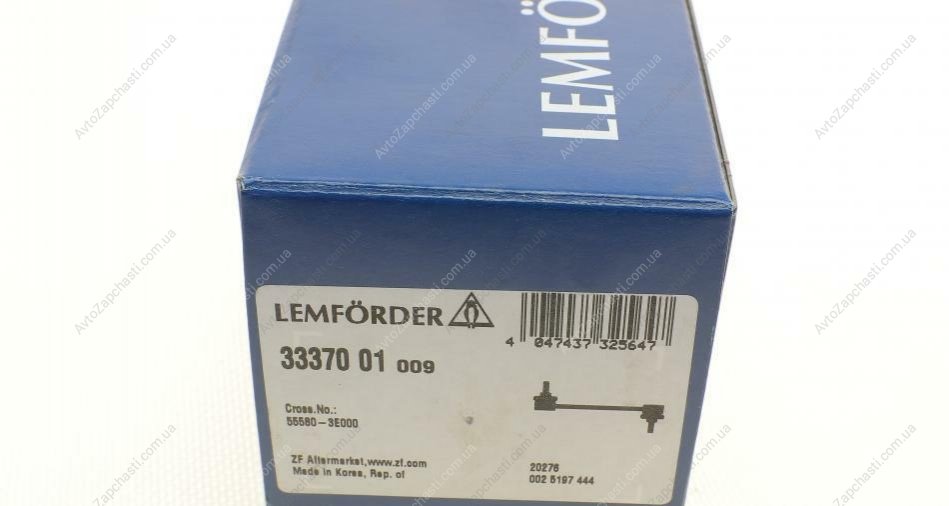 LEMFÖ
LEMFÖRDER
33370 01 009
4 047437 325647
Cross.No.:
55580-3E000
ZF Aftermarket,www.zf.com
Made in Korea, Rep. of
20276
002 5197 444
AvtoZapchasti.com.ua